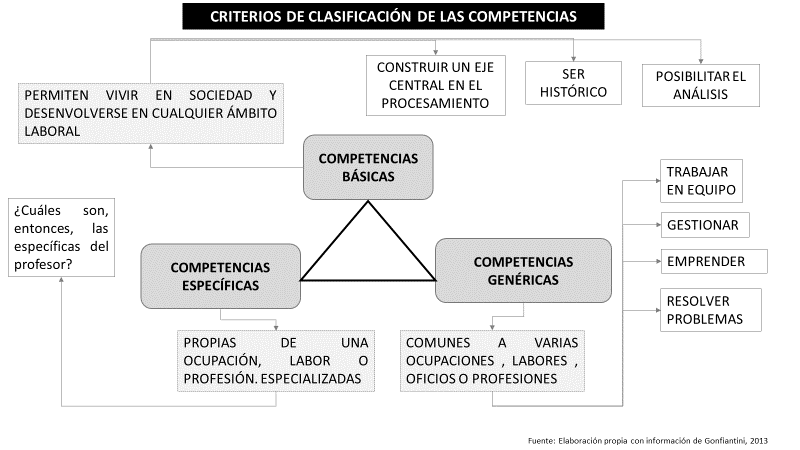 CRITERIOS DE CLASIFICACIÓN DE LAS COMPETENCIAS
PERMITEN VIVIR EN SOCIEDAD Y
DESENVOLVERSE EN CUALQUIER ÁMBITO
LABORAL
CONSTRUIR UN EJE
CENTRAL EN EL
PROCESAMIENTO
SER
HISTÓRICO
POSIBILITAR EL
ANÁLISIS
COMPETENCIAS
BÁSICAS
TRABAJAR
EN EQUIPO
GESTIONAR
EMPRENDER
RESOLVER
PROBLEMAS
¿Cuáles son,
entonces, las
específicas del
profesor?
COMPETENCIAS
ESPECÍFICAS
COMPETENCIAS
GENÉRICAS
PROPIAS DE UNA
OCUPACIÓN, LABOR O
PROFESIÓN. ESPECIALIZADAS
COMUNES A VARIAS
OCUPACIONES , LABORES ,
OFICIOS O PROFESIONES
Fuente: Elaboración propia con información de Gonfiantini, 2013